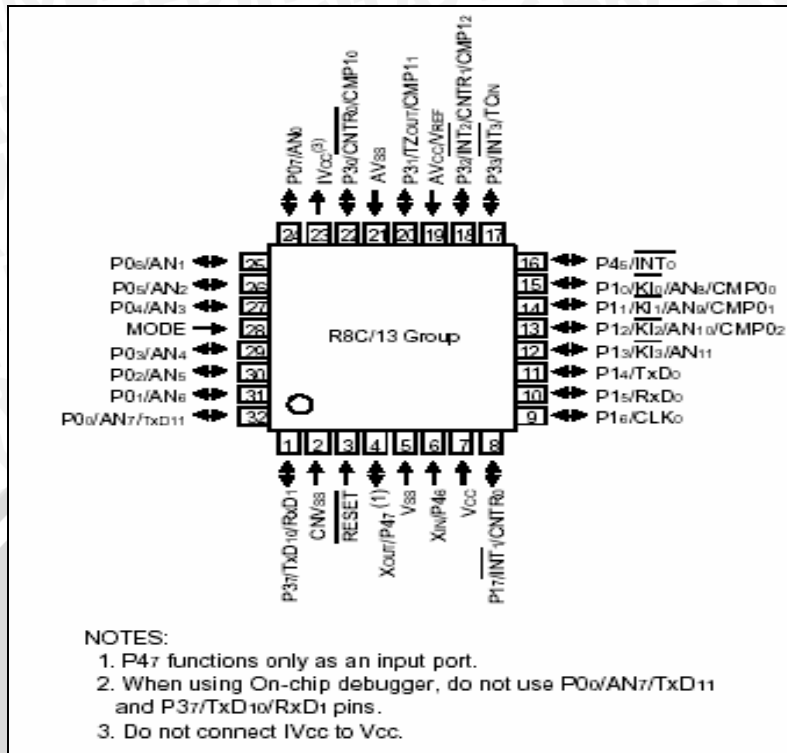 P07/AN0
IVCC(3)
P30/CNTR0/CMP10
AVSS
P31/TZOUT/CMP11
AVCC/VREF
P32/INT2/CNTR1/CMP12
P33/INT3/TCIN
24 23 22 21 20 19 18 17
P06/AN1 25
P05/AN2 26
P04/AN3 27
MODE 28
P03/AN4 29
P02/AN5 30
P01/AN6 31
P00/AN7/TxD11 32
R8C/13 Group
16 P45/INT0
15 P10/KI0/AN8/CMP00
14 P11/KI1/AN9/CMP01
13 P12/KI2/AN10/CMP02
12 P13/KI3/AN11
11 P14/TxD0
10 P15/RxD0
9 P16/CLK0
1 2 3 4 5 6 7 8
P37/TxD10/RxD1
CNVSS
RESET
XOUT/P47 (1)
VSS
XIN/P46
VCC
P17/INT1/CNTR0
NOTES:
1. P47 functions only as an input port.
2. When using On-chip debugger, do not use P00/AN7/TxD11
and P37/TxD10/RxD1 pins.
3. Do not connect IVcc to Vcc.